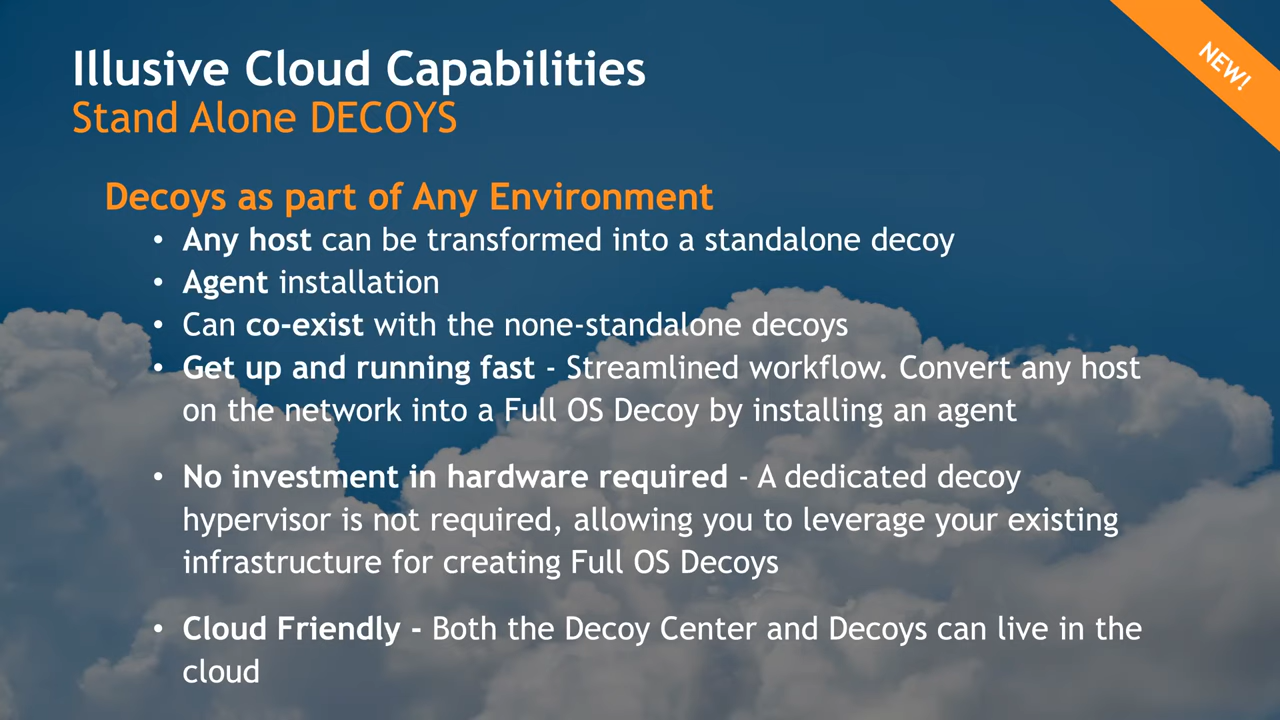 Illusive Cloud Capabilities
NEW!
Stand Alone DECOYS
Decoys as part of Any Environment
• Any host can be transformed into a standalone decoy
• Agent installation
• Can co-exist with the none-standalone decoys
• Get up and running fast - Streamlined workflow. Convert any host
on the network into a Full OS Decoy by installing an agent
• No investment in hardware required - A dedicated decoy
hypervisor is not required, allowing you to leverage your existing
infrastructure for creating Full OS Decoys
• Cloud Friendly - Both the Decoy Center and Decoys can live in the
cloud